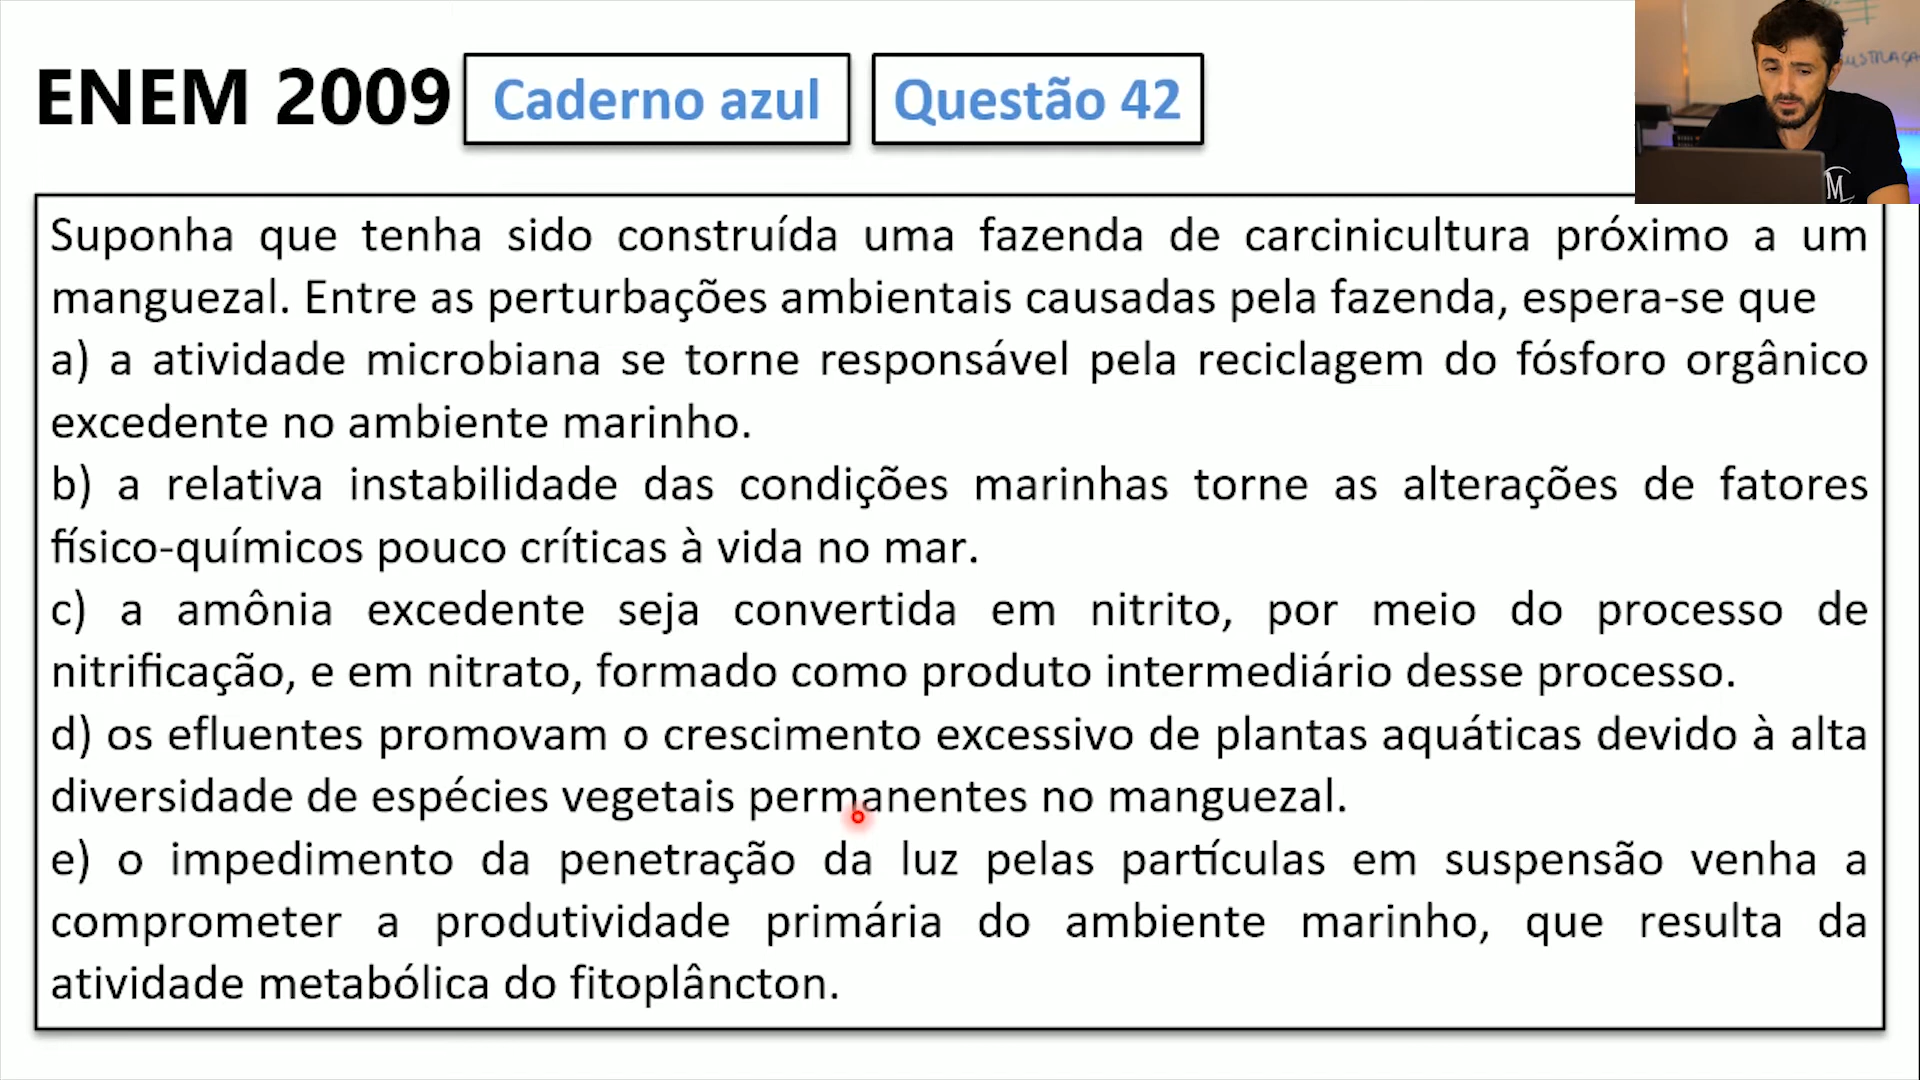 ENEM 2009 Caderno azul Questão 42
Suponha que tenha sido construída uma fazenda de carcinicultura próximo a um
manguezal. Entre as perturbações ambientais causadas pela fazenda, espera-se que
a) a atividade microbiana se torne responsável pela reciclagem do fósforo orgânico
excedente no ambiente marinho.
b) a relativa instabilidade das condições marinhas torne as alterações de fatores
físico-químicos pouco críticas à vida no mar.
c) a amônia excedente seja convertida em nitrito, por meio do processo de
nitrificação, e em nitrato, formado como produto intermediário desse processo.
d) os efluentes promovam o crescimento excessivo de plantas aquáticas devido à alta
diversidade de espécies vegetais permanentes no manguezal.
e) o impedimento da penetração da luz pelas partículas em suspensão venha a
comprometer a produtividade primária do ambiente marinho, que resulta da
atividade metabólica do fitoplâncton.